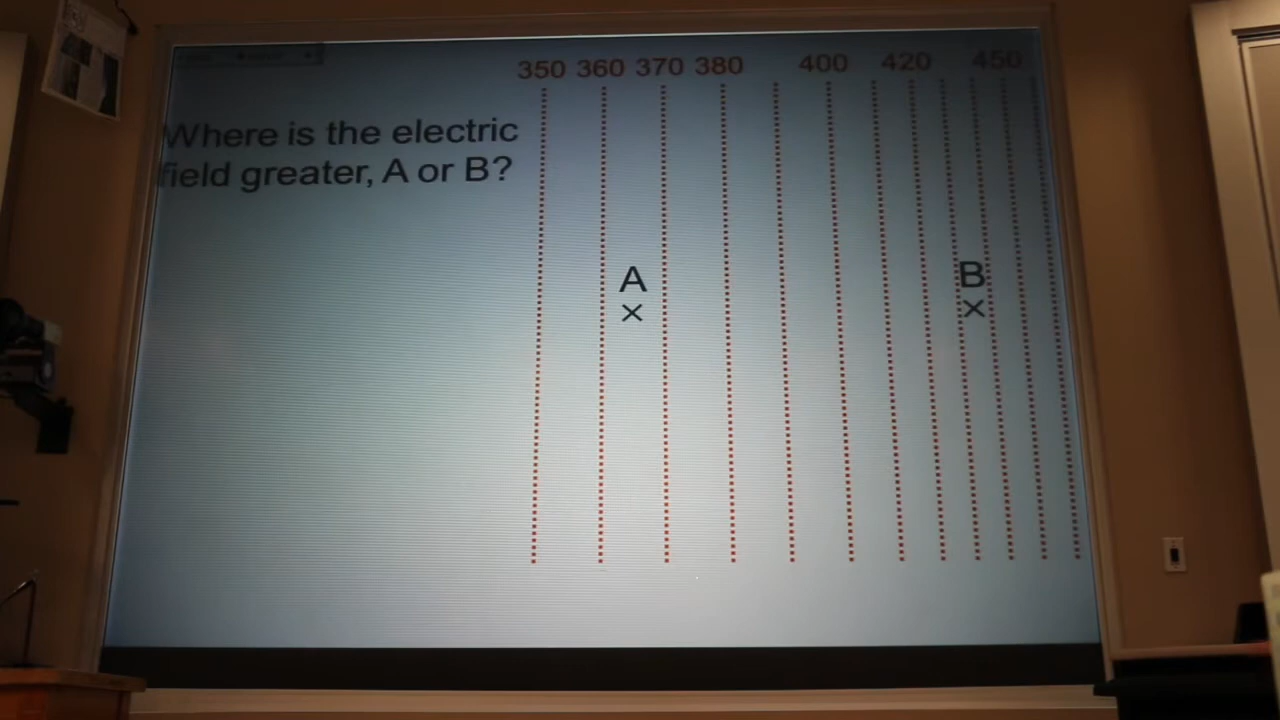 350 360 370 380 400 420 450
Where is the electric
field greater, A or B?
A
B
×
×